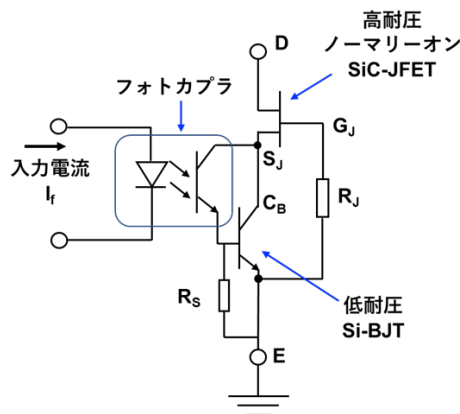 高耐圧
ノーマリーオン
SiC-JFET
D
フォトカプラ
G_J
入力電流
I_f
S_J
R_J
C_B
R_S
低耐圧
Si-BJT
E